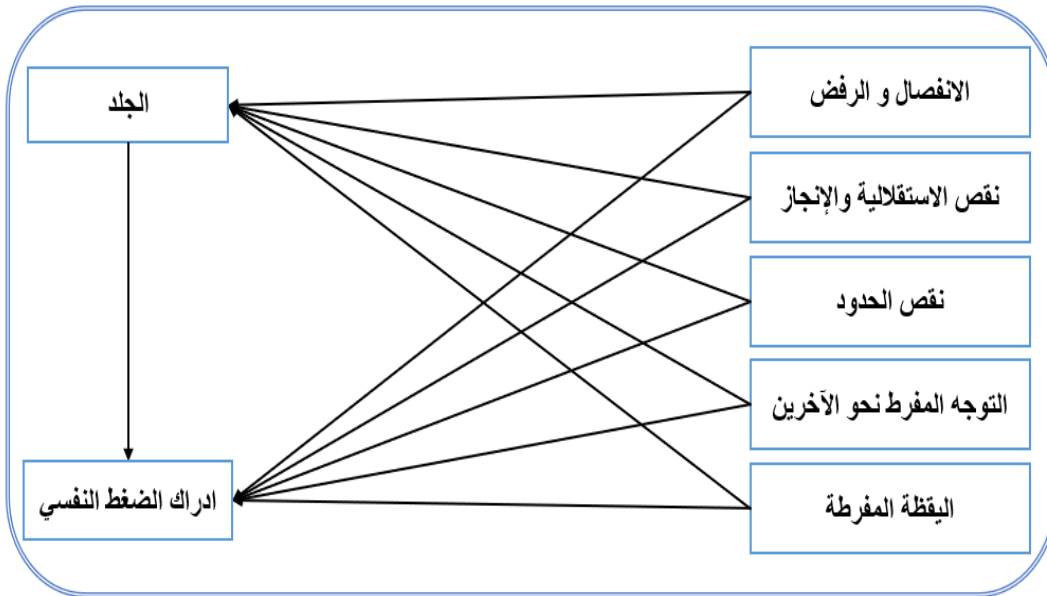 الانفصال و الرفض
الجلد
نقص الاستقلالية والإنجاز
نقص الحدود
التوجه المفرط نحو الآخرين
ادراك الضغط النفسي
اليقظة المفرطة